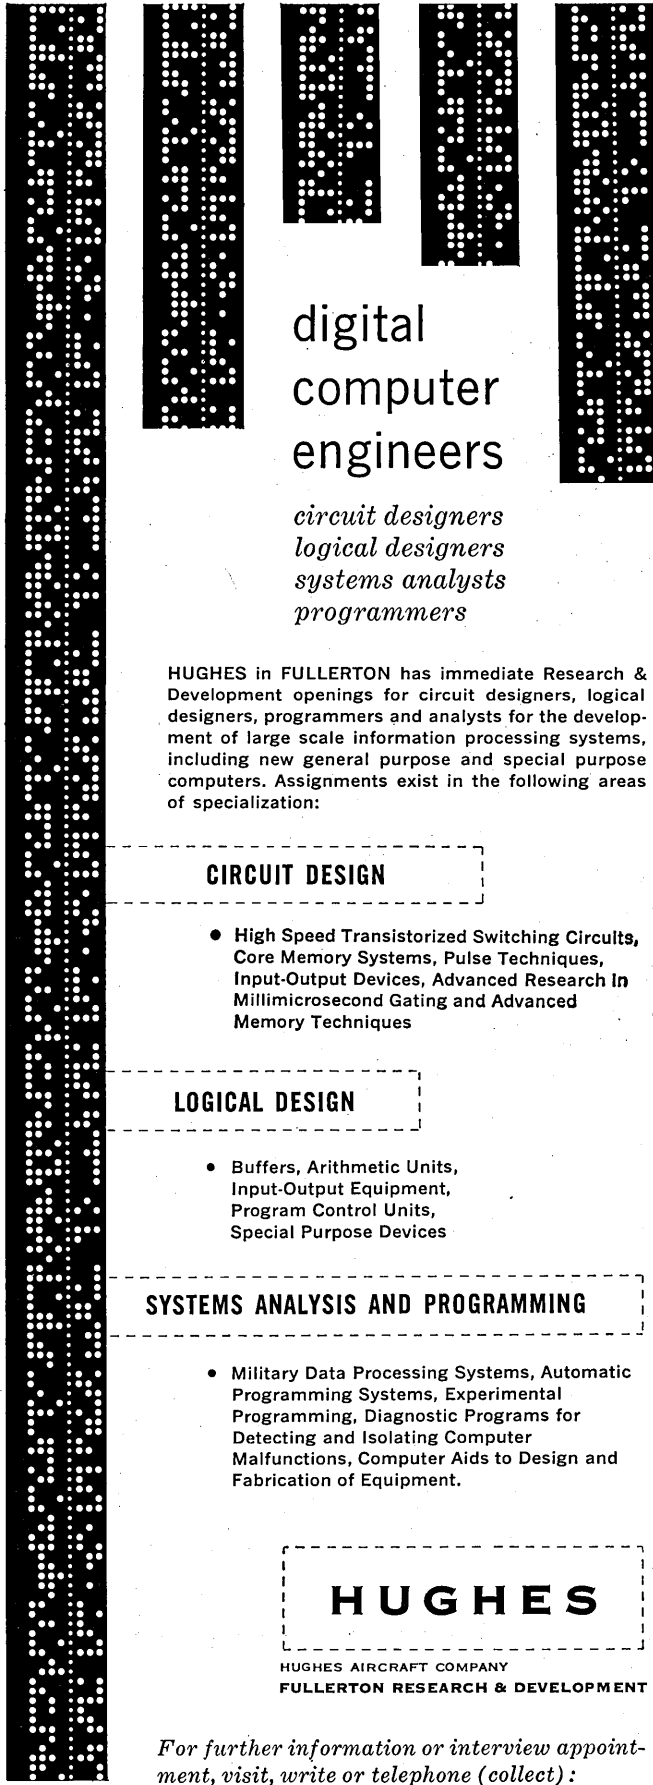 digital
computer
engineers
circuit designers
logical designers
systems analysts
programmers
HUGHES in FULLERTON has immediate Research &
Development openings for circuit designers, logical
designers, programmers and analysts for the develop-
ment of large scale information processing systems,
including new general purpose and special purpose
computers. Assignments exist in the following areas
of specialization:
CIRCUIT DESIGN
• High Speed Transistorized Switching Circuits,
Core Memory Systems, Pulse Techniques,
Input-Output Devices, Advanced Research in
Millimicrosecond Gating and Advanced
Memory Techniques
LOGICAL DESIGN
• Buffers, Arithmetic Units,
Input-Output Equipment,
Program Control Units,
Special Purpose Devices
SYSTEMS ANALYSIS AND PROGRAMMING
• Military Data Processing Systems, Automatic
Programming Systems, Experimental
Programming, Diagnostic Programs for
Detecting and Isolating Computer
Malfunctions, Computer Aids to Design and
Fabrication of Equipment.
HUGHES
HUGHES AIRCRAFT COMPANY
FULLERTON RESEARCH & DEVELOPMENT
For further information or interview appoint-
ment, visit, write or telephone (collect) :